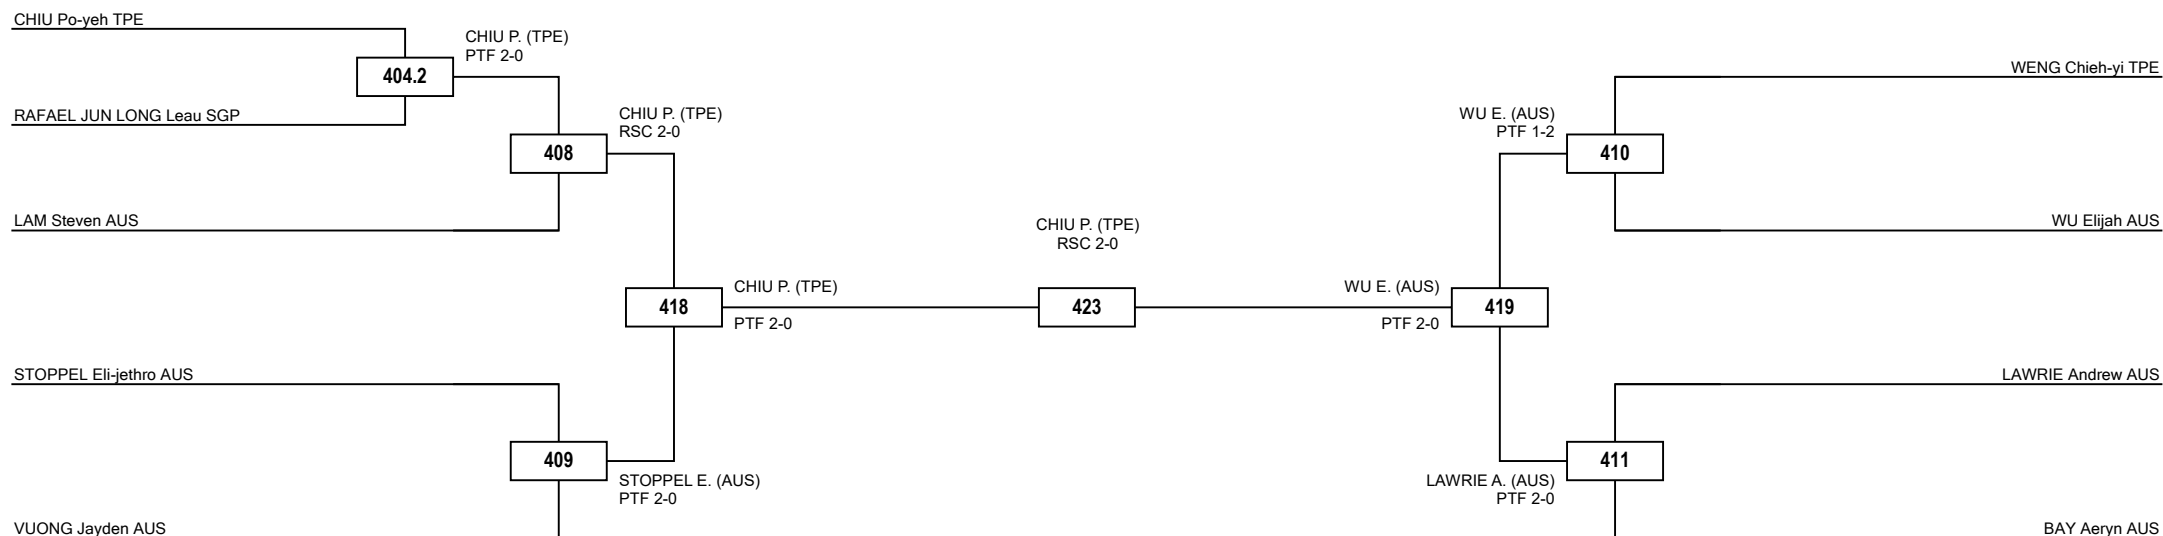 CHIU Po-yeh TPE
CHIU P. (TPE)
PTF 2-0
404.2
RAFAEL JUN LONG Leau SGP
CHIU P. (TPE)
RSC 2-0
408
LAM Steven AUS
418
CHIU P. (TPE)
PTF 2-0
STOPPEL Eli-jethro AUS
409
STOPPEL E. (AUS)
PTF 2-0
VUONG Jayden AUS
CHIU P. (TPE)
RSC 2-0
423
WENG Chieh-yi TPE
WU E. (AUS)
PTF 1-2
410
WU Elijah AUS
WU E. (AUS)
PTF 2-0
419
LAWRIE Andrew AUS
411
LAWRIE A. (AUS)
PTF 2-0
BAY Aeryn AUS